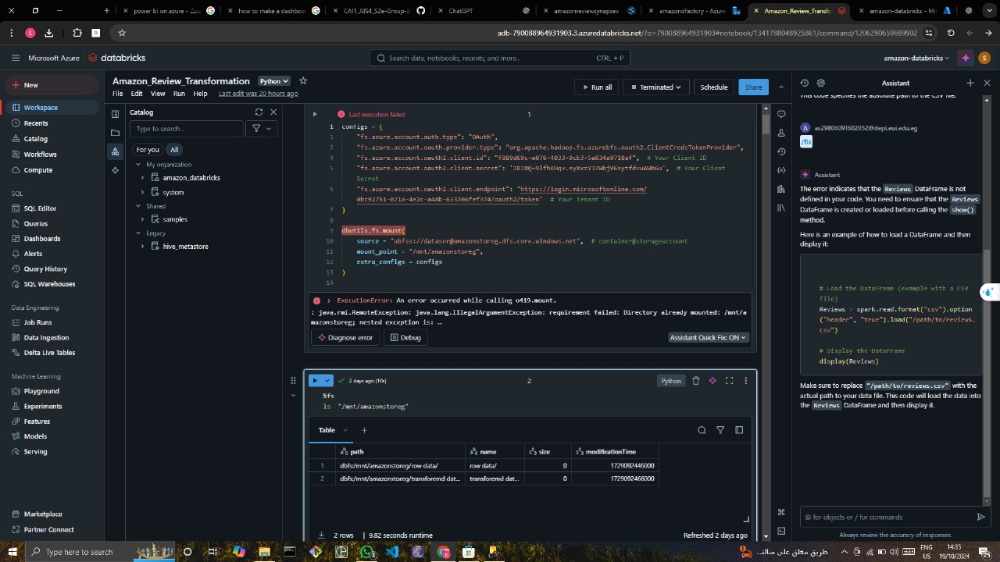 power bi on azure - بحث
how to make a dashboa
CAI1_AIS4_S2e-Group-2
ChatGPT
amazonreviewsynapsea
amazondfactory - Azure
Amazon_Review_Transfo
amazon-databricks - Mic
adb-790088964931903.3.azuredatabricks.net/?o=790088964931903#notebook/1341788048925861/command/1206290659699902
Microsoft Azure
databricks
Search data, notebooks, recents, and more...
CTRL + P
amazon-databricks
S
New
Workspace
Recents
Catalog
Workflows
Compute
SQL
SQL Editor
Queries
Dashboards
Alerts
Query History
SQL Warehouses
Data Engineering
Job Runs
Data Ingestion
Delta Live Tables
Machine Learning
Playground
Experiments
Features
Models
Serving
Marketplace
Partner Connect
Amazon_Review_Transformation
Python
File Edit View Run Help
Last edit was 20 hours ago
Run all
Terminated
Schedule
Share
Catalog
Type to search...
For you
All
My organization
amazon_databricks
system
Shared
samples
Legacy
hive_metastore
Last execution failed
1
1 configs = {
2 "fs.azure.account.auth.type": "OAuth",
3 "fs.azure.account.oauth.provider.type": "org.apache.hadoop.fs.azurebfs.oauth2.ClientCredsTokenProvider",
4 "fs.azure.account.oauth2.client.id": "f889d69c-e076-4033-9cb3-5a834a9718af", # Your Client ID
5 "fs.azure.account.oauth2.client.secret": # Your Client
Secret
6 "fs.azure.account.oauth2.client.endpoint": "https://login.microsoftonline.com/
0bc92751-071a-4e2c-a48b-633206fef374/oauth2/token" # Your Tenant ID
7 }
8
9 dbutils.fs.mount(
10 source = "abfss://dataser@amazonstoreg.dfs.core.windows.net", # container@storageaccount
11 mount_point = "/mnt/amazonstoreg",
12 extra_configs = configs
13 )
14
ExecutionError: An error occurred while calling o419.mount.
: java.rmi.RemoteException: java.lang.IllegalArgumentException: requirement failed: Directory already mounted: /mnt/a
mazonstoreg; nested exception is: ...
Diagnose error
Debug
Assistant Quick Fix: ON
2 days ago (10s)
2
Python
%fs
ls "/mnt/amazonstoreg"
Table
path name size modificationTime
1 dbfs:/mnt/amazonstoreg/row data/ row data/ 0 1729092446000
2 dbfs:/mnt/amazonstoreg/transforemd dat... transforemd dat... 0 1729092466000
2 rows | 9.82 seconds runtime
Refreshed 2 days ago
Assistant
This code specifies the absolute path to the CSV file.
A
as29806091602052@depi.eui.edu.eg
/fix
Assistant
The error indicates that the Reviews DataFrame is not
defined in your code. You need to ensure that the Reviews
DataFrame is created or loaded before calling the show()
method.
Here is an example of how to load a DataFrame and then
display it:
# Load the DataFrame (example with a CSV
file)
Reviews = spark.read.format("csv").option
("header", "true").load("/path/to/reviews.
csv")
# Display the DataFrame
display(Reviews)
Make sure to replace "/path/to/reviews.csv" with the
actual path to your data file. This code will load the data into
the Reviews DataFrame and then display it.
@ for objects or / for commands
Always review the accuracy of responses.
Type here to search
طريق مغلق على
ENG
14:35
19/10/2024